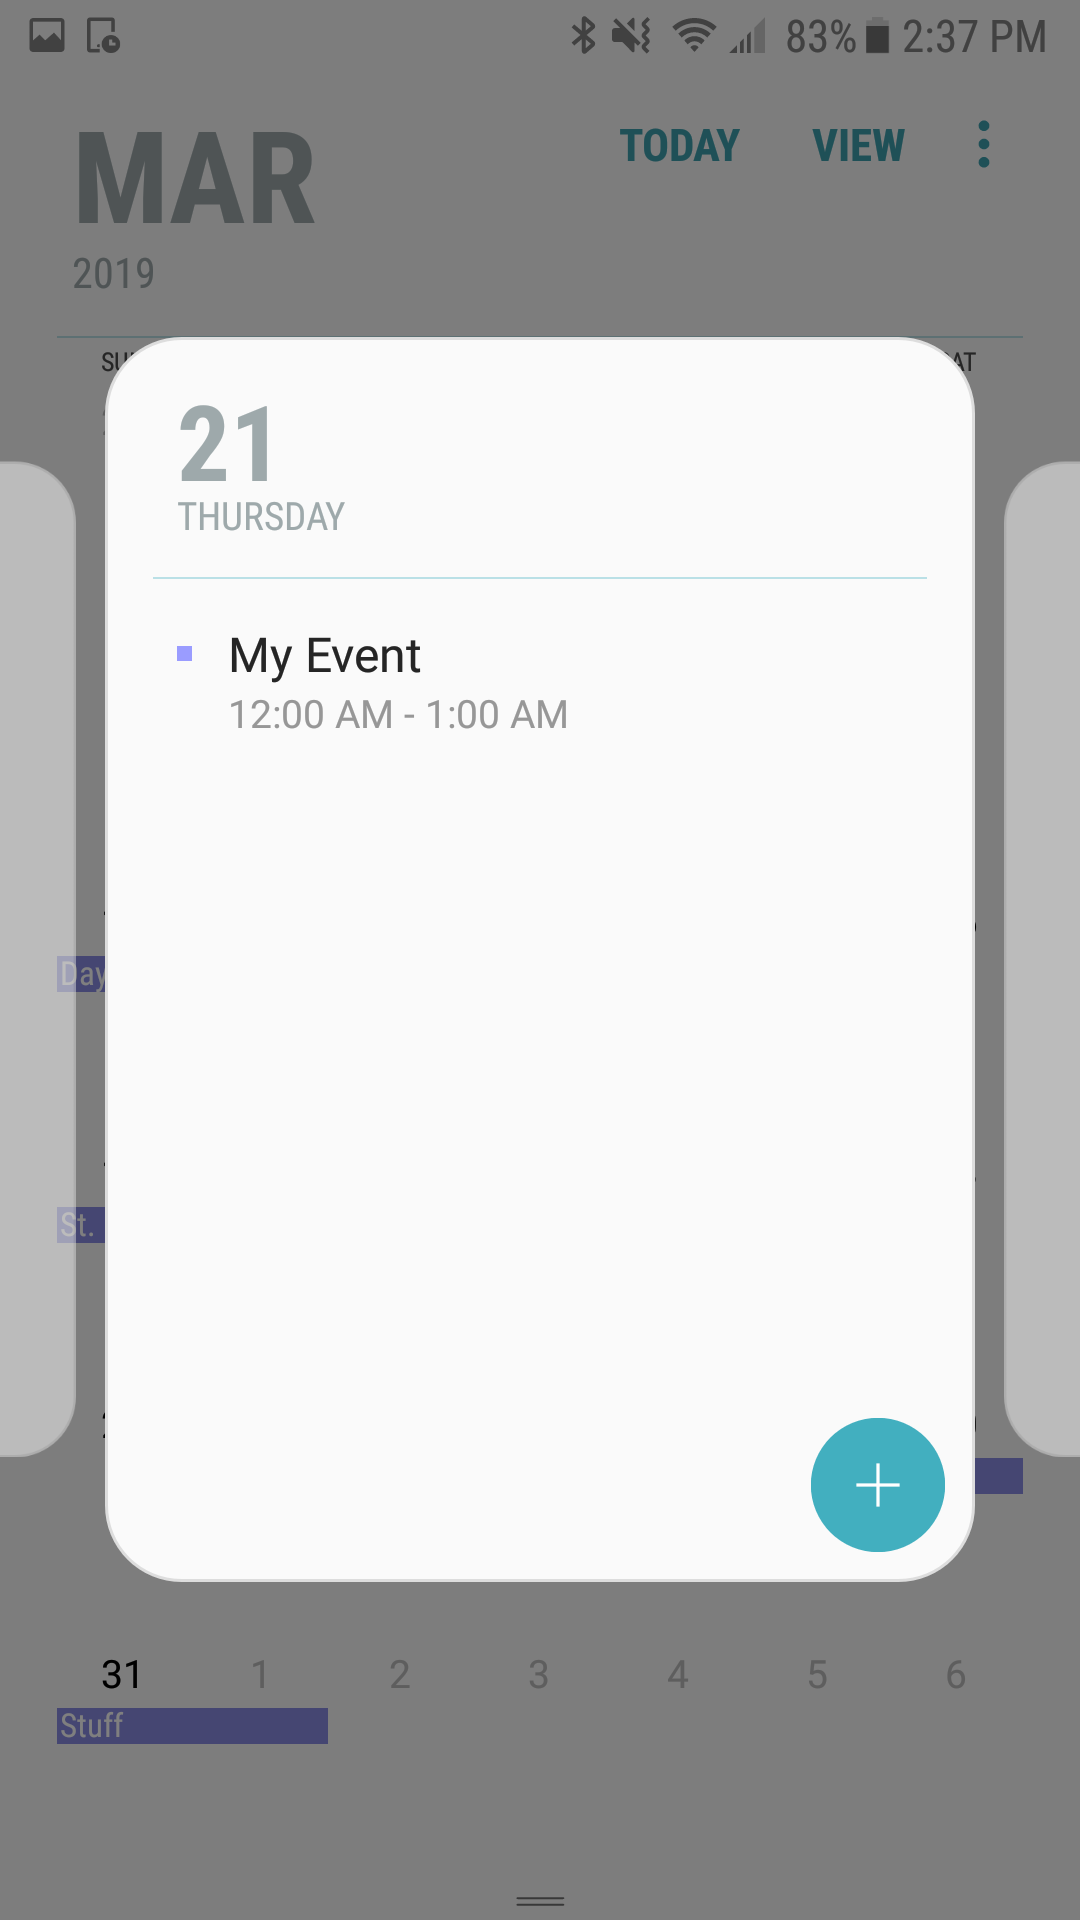 83% 2:37 PM
MAR
TODAY VIEW
2019
21
THURSDAY
My Event
12:00 AM - 1:00 AM
Day
St.
31 1 2 3 4 5 6
Stuff